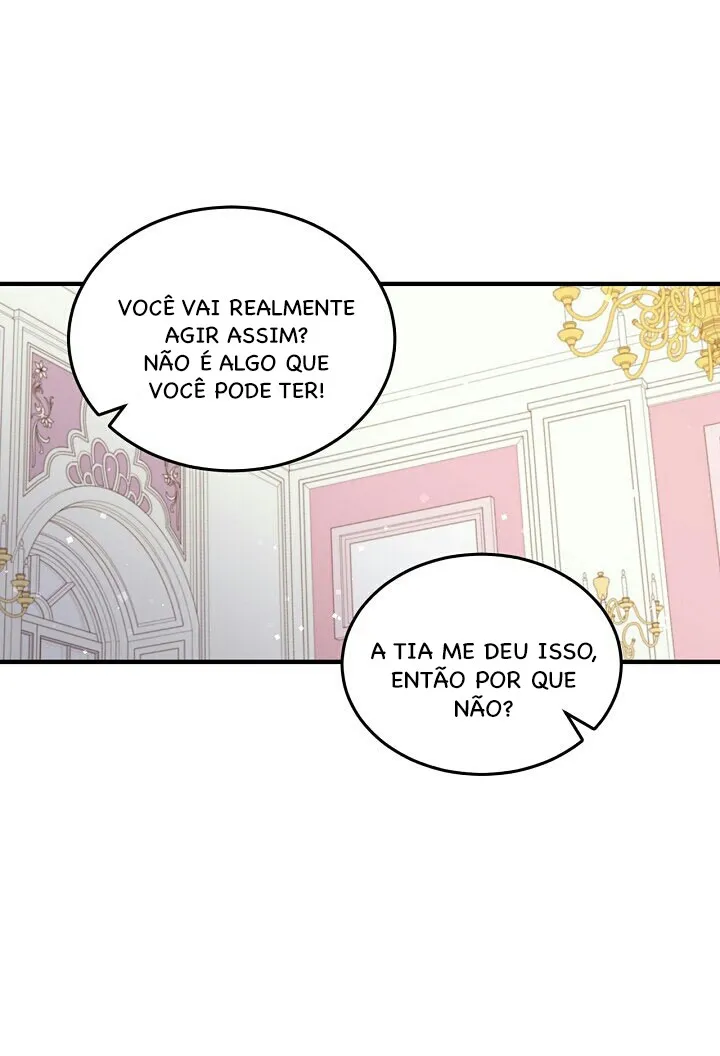 VOCÊ VAI REALMENTE
AGIR ASSIM?
NÃO É ALGO QUE
VOCÊ PODE TER!
A TIA ME DEU ISSO,
ENTÃO POR QUE
NÃO?